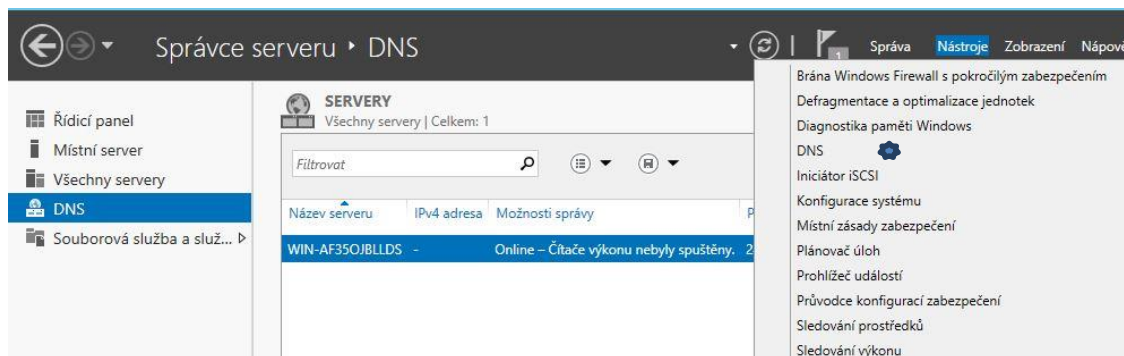 Správce serveru ‣ DNS
1
Správa Nástroje Zobrazení
Řídicí panel
Místní server
Všechny servery
DNS
Souborová služba a služ...
SERVERY
Všechny servery | Celkem: 1
Filtrovat
Název serveru IPv4 adresa Možnosti správy
WIN-AF35OJBLLDS - Online – Čítače výkonu nebyly spuštěny.
Brána Windows Firewall s pokročilým zabezpečením
Defragmentace a optimalizace jednotek
Diagnostika paměti Windows
DNS
Iniciátor iSCSI
Konfigurace systému
Místní zásady zabezpečení
Plánovač úloh
Prohlížeč událostí
Průvodce konfigurací zabezpečení
Sledování prostředků
Sledování výkonu